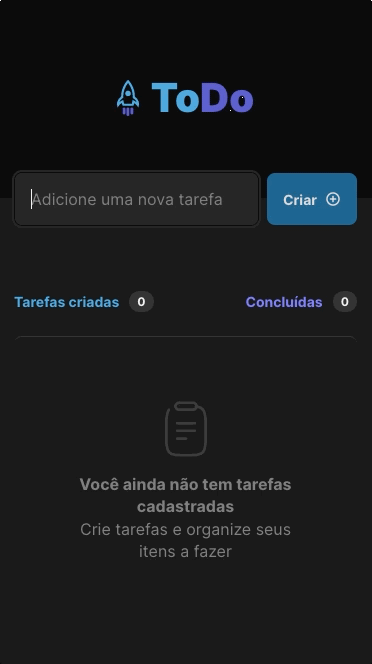 ToDo
Adicione uma nova tarefa
Criar
Tarefas criadas 0
Concluídas 0
Você ainda não tem tarefas
cadastradas
Crie tarefas e organize seus
itens a fazer